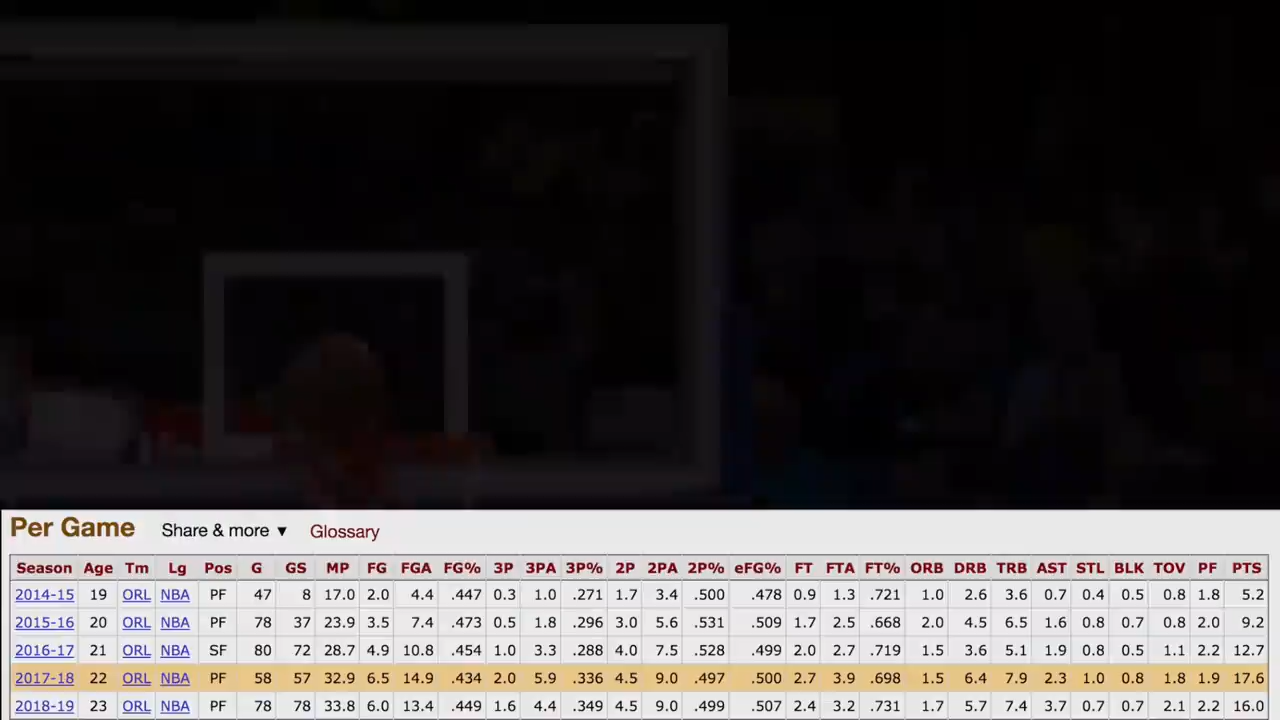 Per Game Share & more ▼ Glossary
Season Age Tm Lg Pos G GS MP FG FGA FG% 3P 3PA 3P% 2P 2PA 2P% eFG% FT FTA FT% ORB DRB TRB AST STL BLK TOV PF PTS
2014-15 19 ORL NBA PF 47 8 17.0 2.0 4.4 .447 0.3 1.0 .271 1.7 3.4 .500 .478 0.9 1.3 .721 1.0 2.6 3.6 0.7 0.4 0.5 0.8 1.8 5.2
2015-16 20 ORL NBA PF 78 37 23.9 3.5 7.4 .473 0.5 1.8 .296 3.0 5.6 .531 .509 1.7 2.5 .668 2.0 4.5 6.5 1.6 0.8 0.7 0.8 2.0 9.2
2016-17 21 ORL NBA SF 80 72 28.7 4.9 10.8 .454 1.0 3.3 .288 4.0 7.5 .528 .499 2.0 2.7 .719 1.5 3.6 5.1 1.9 0.8 0.5 1.1 2.2 12.7
2017-18 22 ORL NBA PF 58 57 32.9 6.5 14.9 .434 2.0 5.9 .336 4.5 9.0 .497 .500 2.7 3.9 .698 1.5 6.4 7.9 2.3 1.0 0.8 1.8 1.9 17.6
2018-19 23 ORL NBA PF 78 78 33.8 6.0 13.4 .449 1.6 4.4 .349 4.5 9.0 .499 .507 2.4 3.2 .731 1.7 5.7 7.4 3.7 0.7 0.7 2.1 2.2 16.0